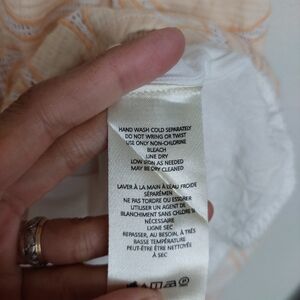 HAND WASH COLD SEPARATELY
DO NOT WRING OR TWIST
USE ONLY NON-CHLORINE
BLEACH
LINE DRY
LOW IRON AS NEEDED
MAY BE DRY CLEANED
LAVER À LA MAIN À L'EAU FROIDE
SÉPARÉMEN
NE PAS TORDRE OU ESSORER
UTILISER UN AGENT DE
BLANCHIMENT SANS CHLORE SI
NÉCESSAIRE
LIGNE SEC
REPASSER, AU BESOIN, À TRÈS
BASSE TEMPÉRATURE
PEUT-ÊTRE NETTOYÉ
À SEC